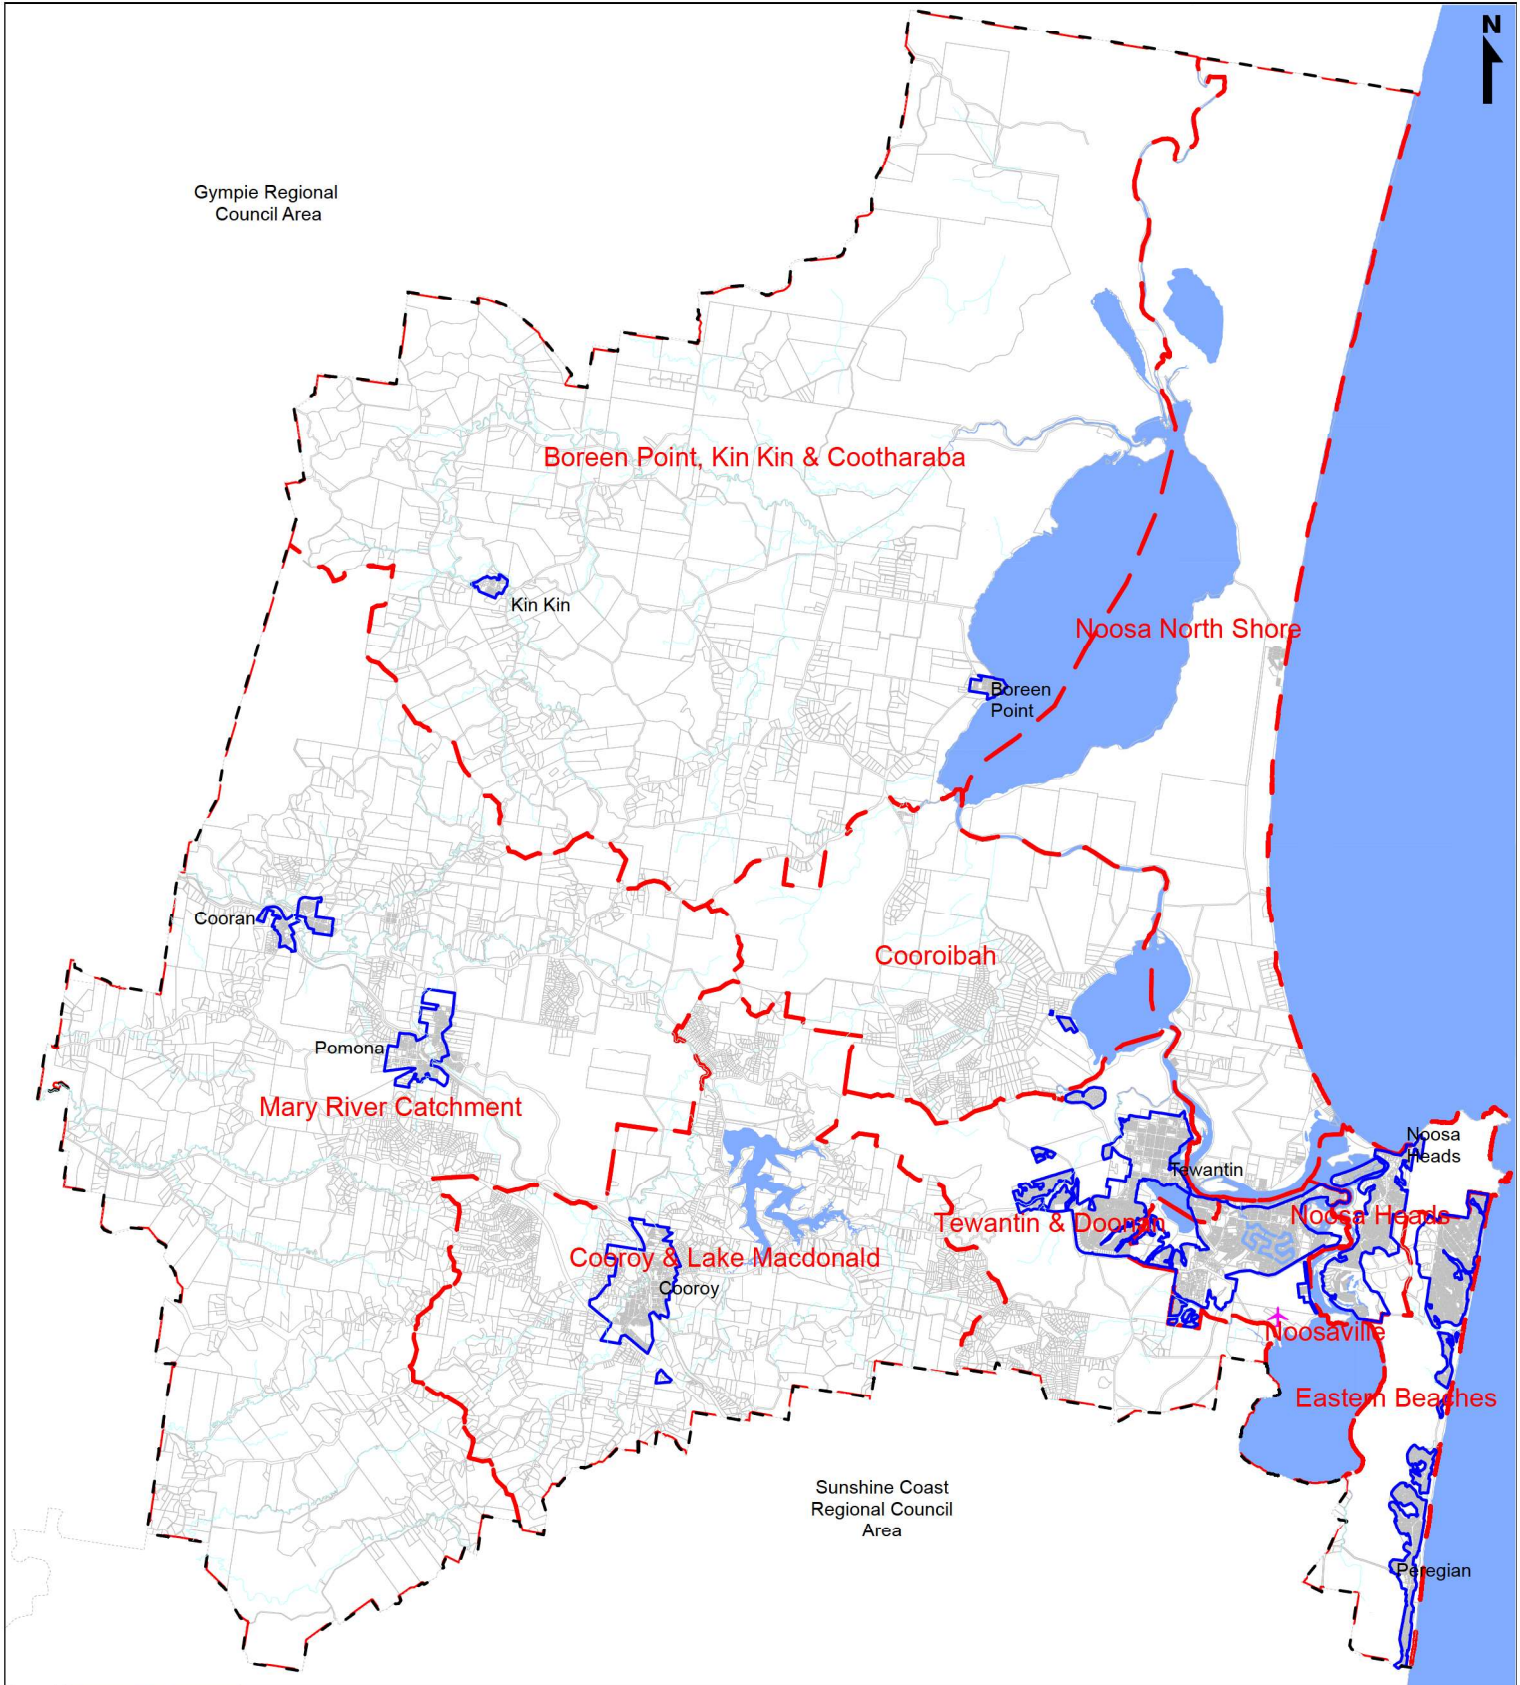 N
Gympie Regional
Council Area
Boreen Point, Kin Kin & Cootharaba
Kin Kin
Noosa North Shore
Boreen
Point
Cooran
Cooroibah
Pomona
Mary River Catchment
Noosa
Heads
Tewantin
Tewantin & Doonan
Noosa Heads
Cooroy & Lake Macdonald
Cooroy
Noosaville
Eastern Beaches
Sunshine Coast
Regional Council
Area
Peregian